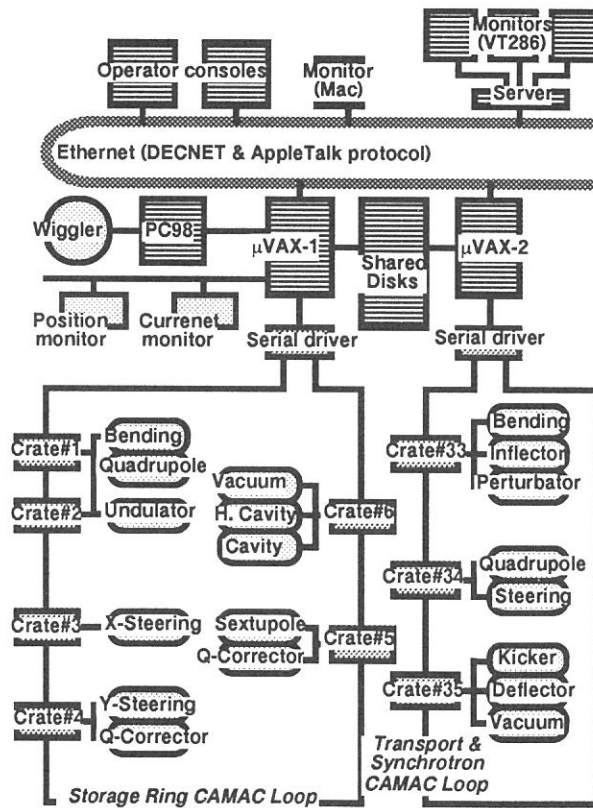 Monitors
(VT286)
Operator consoles
Monitor
(Mac)
Server
Ethernet (DECNET & AppleTalk protocol)
Wiggler
PC98
μVAX-1
Shared
Disks
μVAX-2
Position
monitor
Currenet
monitor
Serial driver
Serial driver
Crate#1
Bending
Quadrupole
Crate#2
Undulator
Vacuum
H. Cavity
Cavity
Crate#6
Crate#33
Bending
Inflector
Perturbator
Crate#34
Quadrupole
Steering
Crate#3
X-Steering
Sextupole
Q-Corrector
Crate#5
Crate#35
Kicker
Deflector
Vacuum
Crate#4
Y-Steering
Q-Corrector
Transport &
Synchrotron
CAMAC Loop
Storage Ring CAMAC Loop